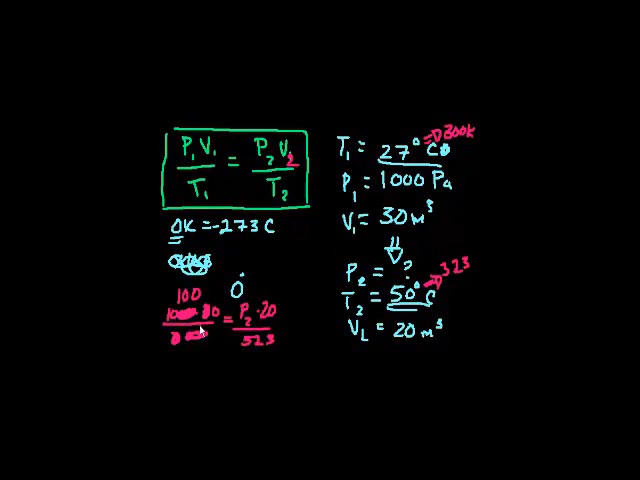 P₁V₁ / T₁ = P₂V₂ / T₂
0K = -273 C
100
= P₂ · 20 / 323
T₁ = 27° C ⇒ 300K
P₁ = 1000 Pa
V₁ = 30 m³
P₂ = ?
T₂ = 50° C → 323
V₂ = 20 m³